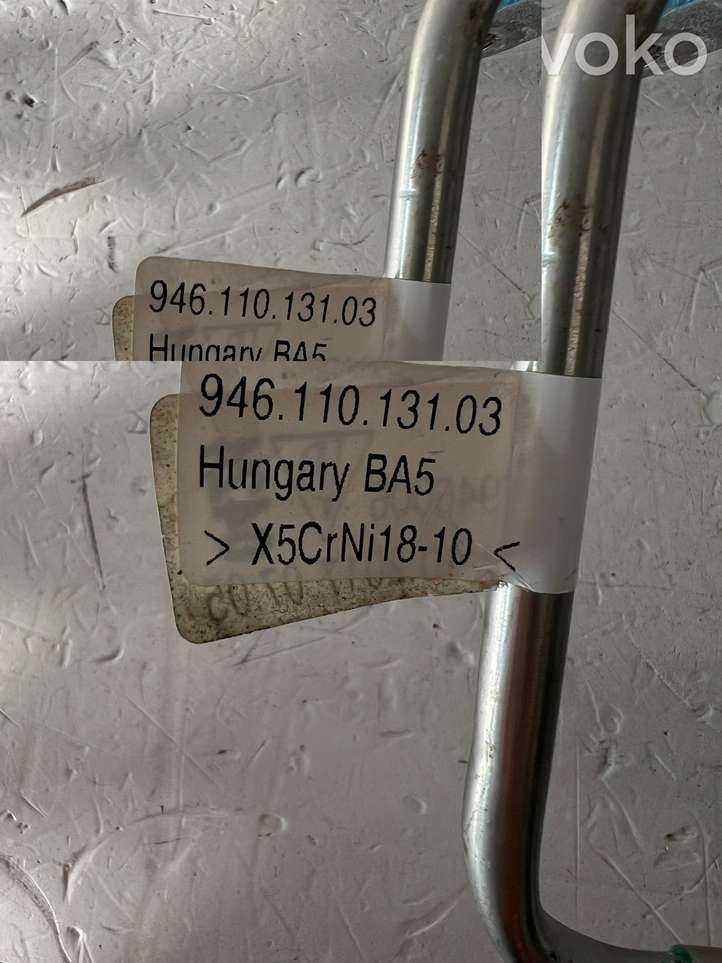 voko
946.110.131.03
Hungary BA5
946.110.131.03
Hungary BA5
> X5CrNi18-10 <